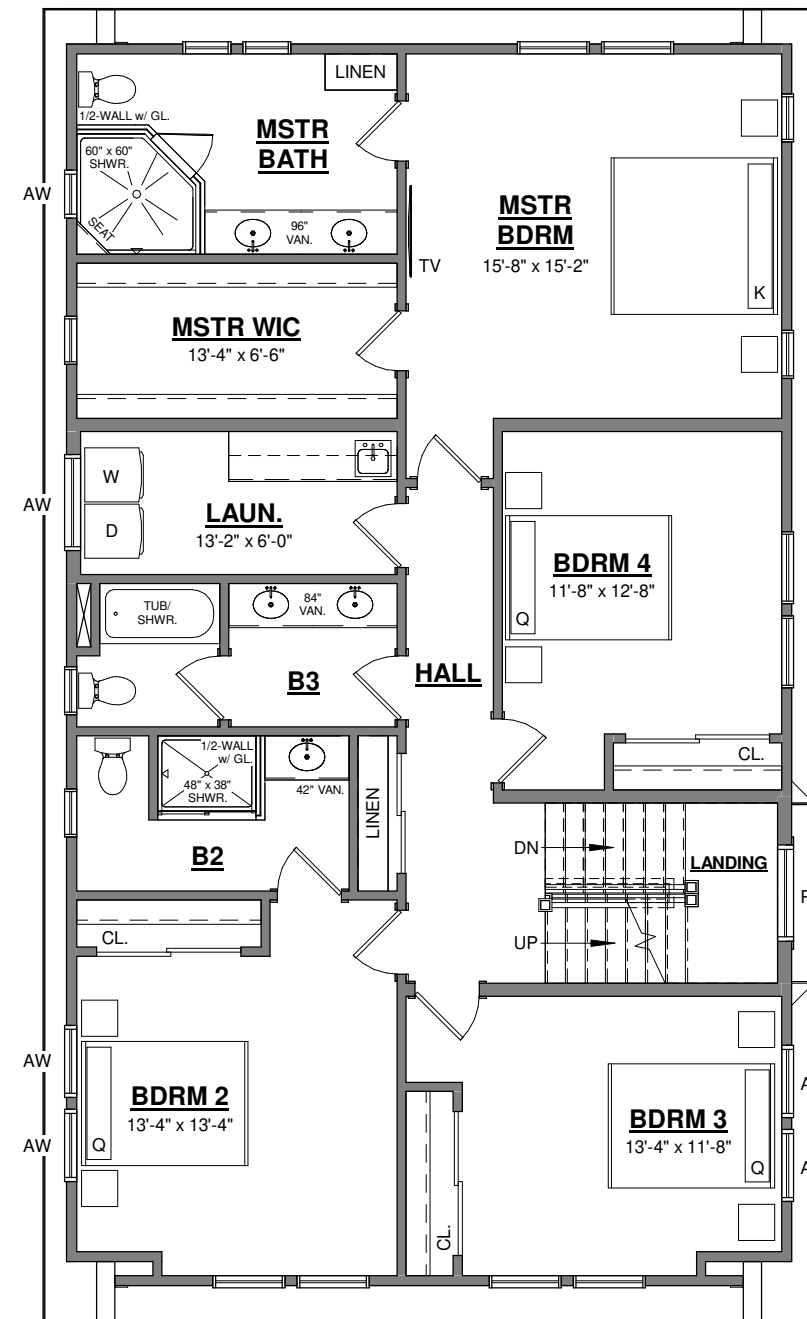 LINEN
1/2-WALL w/ GL.
MSTR
BATH
60" x 60"
SHWR.
SEAT
AW
96"
VAN.
MSTR
BDRM
15'-8" x 15'-2"
TV
K
MSTR WIC
13'-4" x 6'-6"
W
D
AW
LAUN.
13'-2" x 6'-0"
BDRM 4
11'-8" x 12'-8"
Q
TUB/
SHWR.
84"
VAN.
B3
HALL
CL.
1/2-WALL
w/ GL.
48" x 38"
SHWR.
42" VAN.
LINEN
B2
DN
LANDING
UP
CL.
AW
AW
BDRM 2
13'-4" x 13'-4"
Q
BDRM 3
13'-4" x 11'-8"
Q
CL.